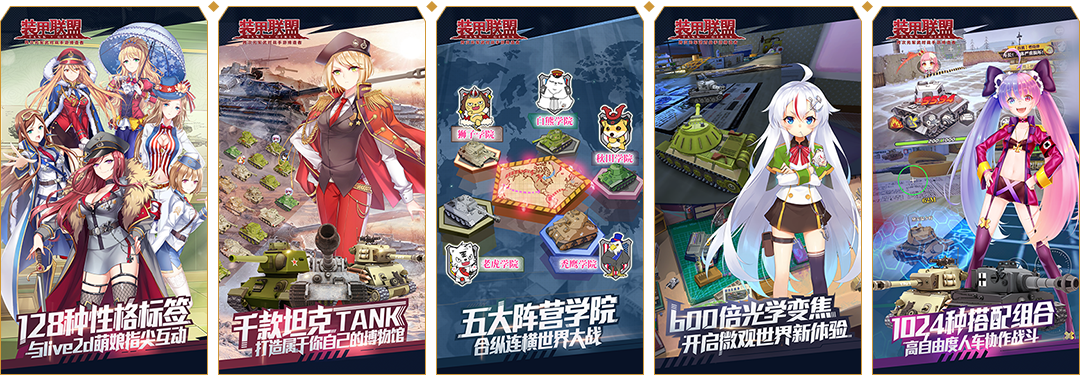 装甲联盟
128种性格标签
与live2d萌娘指尖互动
装甲联盟
千款坦克TANK
打造属于你自己的博物馆
装甲联盟
狮子学院
白熊学院
秋田学院
老虎学院
秃鹰学院
五大阵营学院
合纵连横世界大战
装甲联盟
600倍光学变焦
开启微观世界新体验
装甲联盟
1024种搭配组合
高自由度人车协作战斗